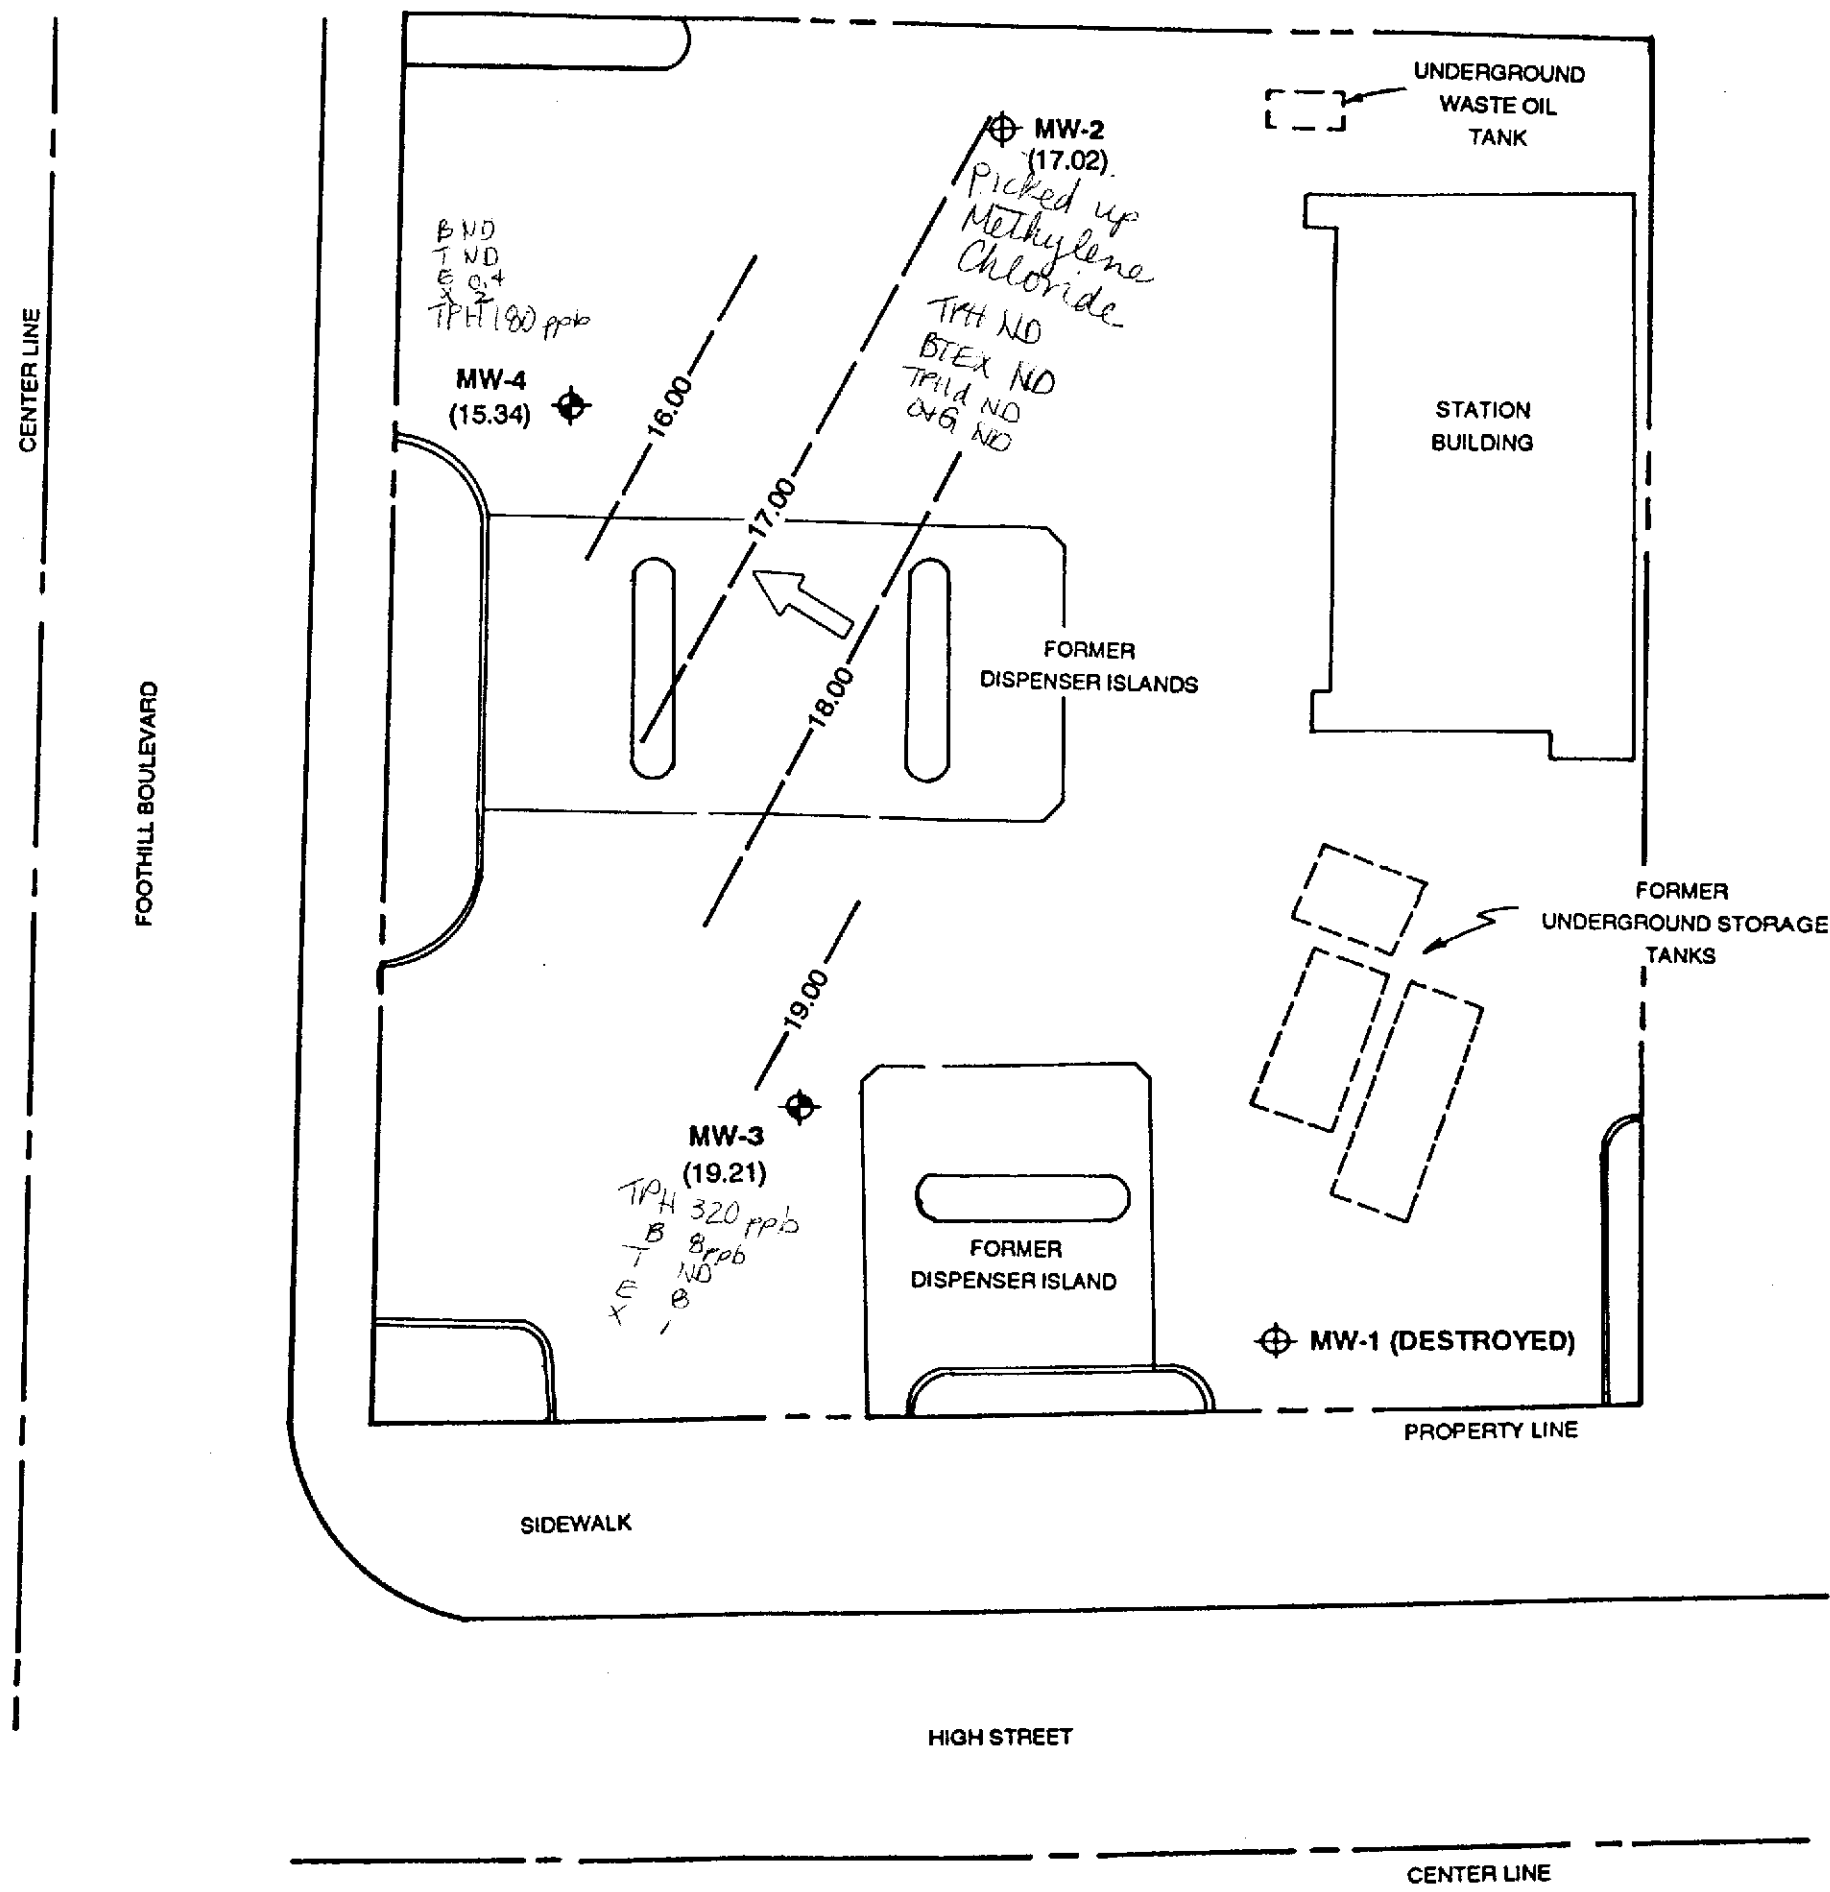 UNDERGROUND
WASTE OIL
TANK
MW-2
(17.02)
Picked up
Methylene
Chloride
TPH ND
BTEX ND
TPHd ND
O+G ND
B ND
T ND
E 0.4
X 2
TPH 180 ppb
MW-4
(15.34)
16.00
17.00
18.00
19.00
STATION
BUILDING
CENTER LINE
FOOTHILL BOULEVARD
FORMER
DISPENSER ISLANDS
FORMER
UNDERGROUND STORAGE
TANKS
MW-3
(19.21)
TPH 320 ppb
B 8 ppb
T ND
E 8
X
FORMER
DISPENSER ISLAND
MW-1 (DESTROYED)
PROPERTY LINE
SIDEWALK
HIGH STREET
CENTER LINE